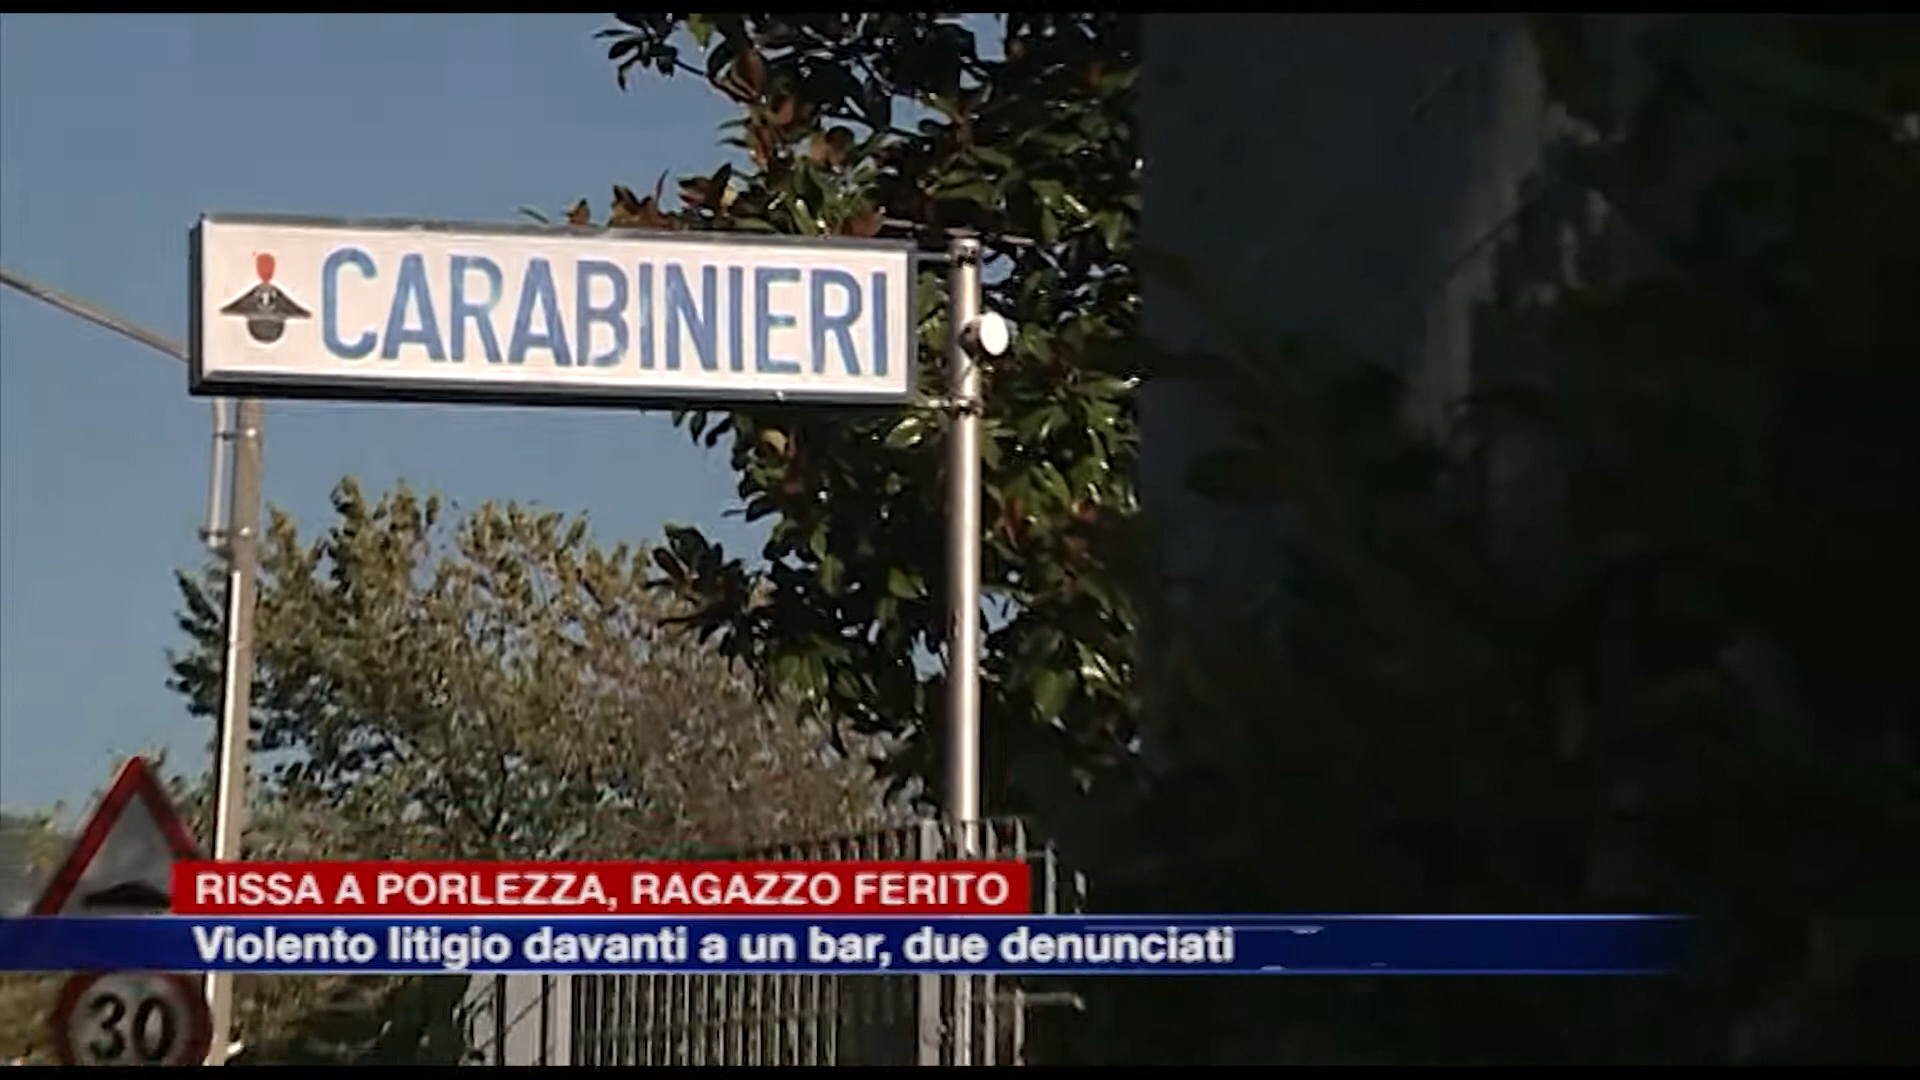 CARABINIERI
RISSA A PORLEZZA, RAGAZZO FERITO
Violento litigio davanti a un bar, due denunciati
30